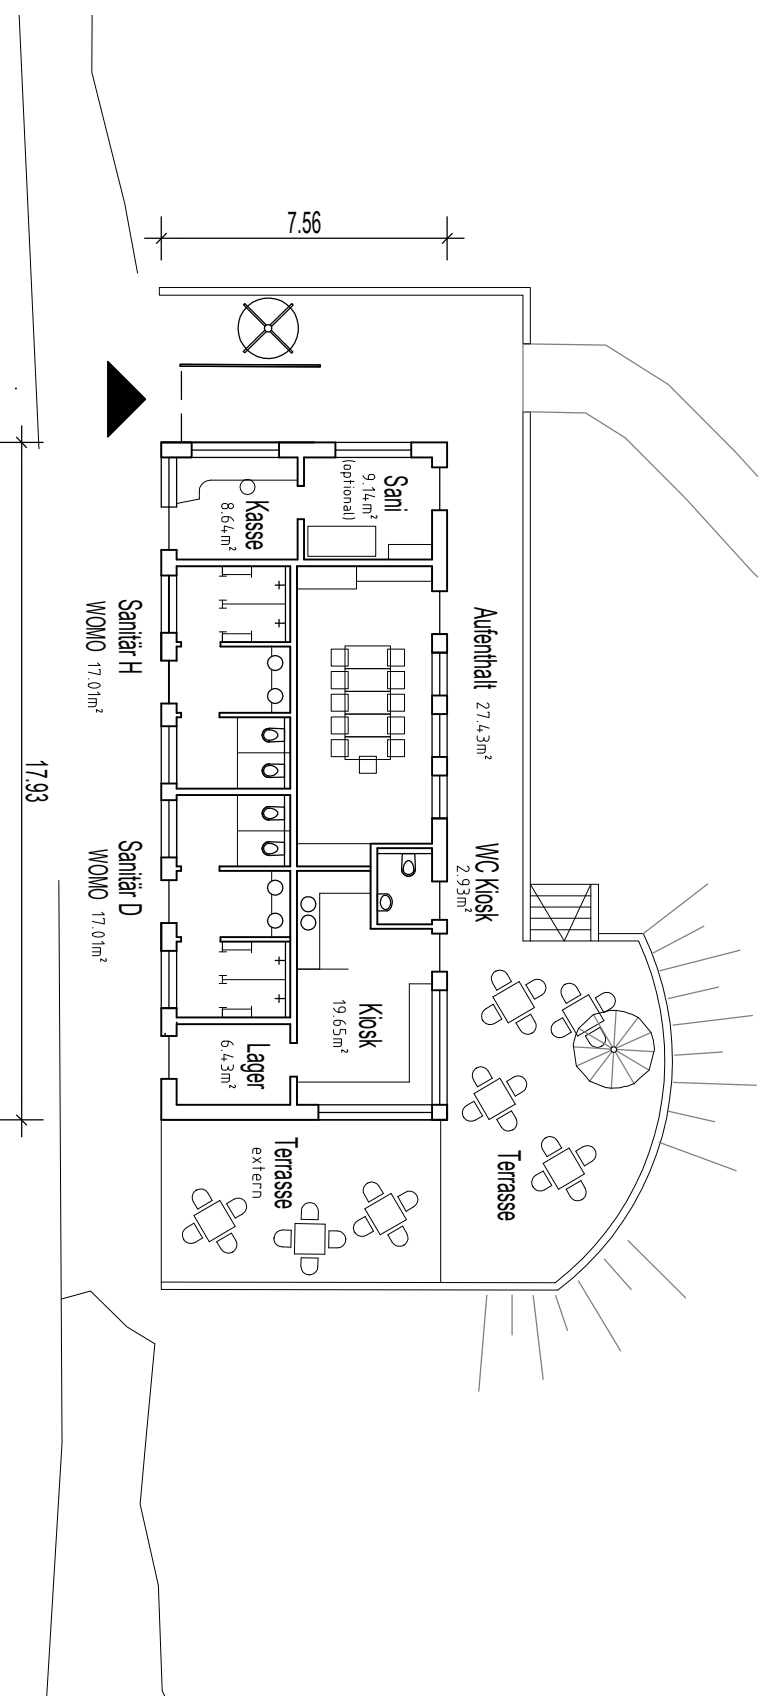 7.56
Sani
9.14m²
(optional)
Kasse
8.64m²
Sanitär H
WOMO 17.01m²
Aufenthalt 27.43m²
17.93
Sanitär D
WOMO 17.01m²
WC Kiosk
2.93m²
Kiosk
19.65m²
Lager
6.43m²
Terrasse
extern
Terrasse